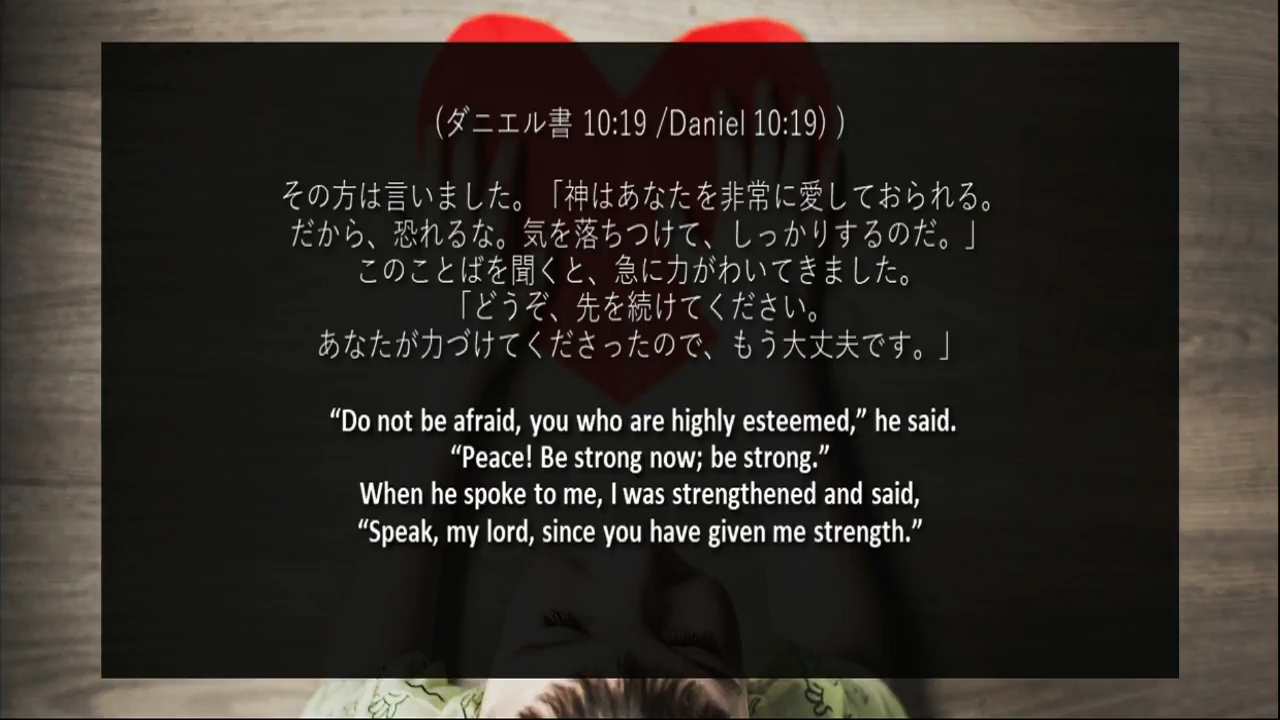 (ダニエル書 10:19 /Daniel 10:19) )
その方は言いました。「神はあなたを非常に愛しておられる。
だから、恐れるな。気を落ちつけて、しっかりするのだ。」
このことばを聞くと、急に力がわいてきました。
「どうぞ、先を続けてください。
あなたが力づけてくださったので、もう大丈夫です。」
“Do not be afraid, you who are highly esteemed,” he said.
“Peace! Be strong now; be strong.”
When he spoke to me, I was strengthened and said,
“Speak, my lord, since you have given me strength.”